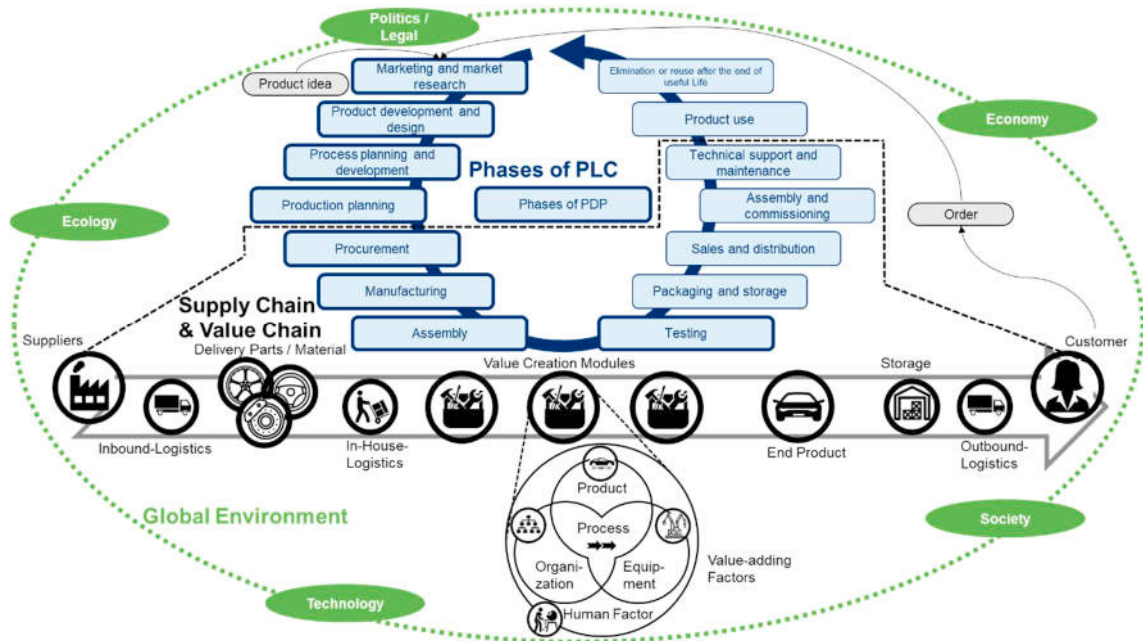 Politics /
Legal
Product idea
Marketing and market
research
Elimination or reuse after the end of
useful Life
Product development and
design
Product use
Economy
Process planning and
development
Phases of PLC
Technical support and
maintenance
Ecology
Production planning
Phases of PDP
Assembly and
commissioning
Order
Procurement
Sales and distribution
Manufacturing
Packaging and storage
Supply Chain
& Value Chain
Assembly
Testing
Suppliers
Delivery Parts / Material
Value Creation Modules
Storage
Customer
Inbound-Logistics
In-House-
Logistics
End Product
Outbound-
Logistics
Global Environment
Product
Process
Organi-
zation
Equip-
ment
Value-adding
Factors
Human Factor
Society
Technology